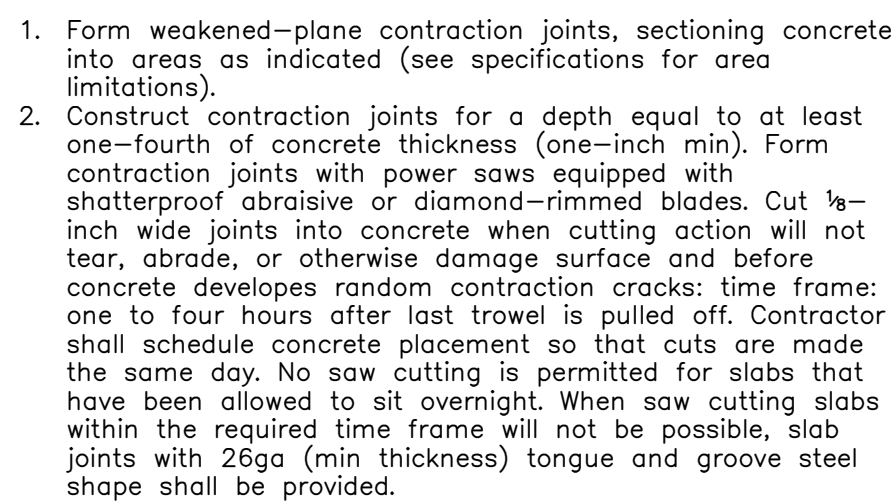 1. Form weakened-plane contraction joints, sectioning concrete
into areas as indicated (see specifications for area
limitations).
2. Construct contraction joints for a depth equal to at least
one-fourth of concrete thickness (one-inch min). Form
contraction joints with power saws equipped with
shatterproof abraisive or diamond-rimmed blades. Cut ⅛-
inch wide joints into concrete when cutting action will not
tear, abrade, or otherwise damage surface and before
concrete developes random contraction cracks: time frame:
one to four hours after last trowel is pulled off. Contractor
shall schedule concrete placement so that cuts are made
the same day. No saw cutting is permitted for slabs that
have been allowed to sit overnight. When saw cutting slabs
within the required time frame will not be possible, slab
joints with 26ga (min thickness) tongue and groove steel
shape shall be provided.